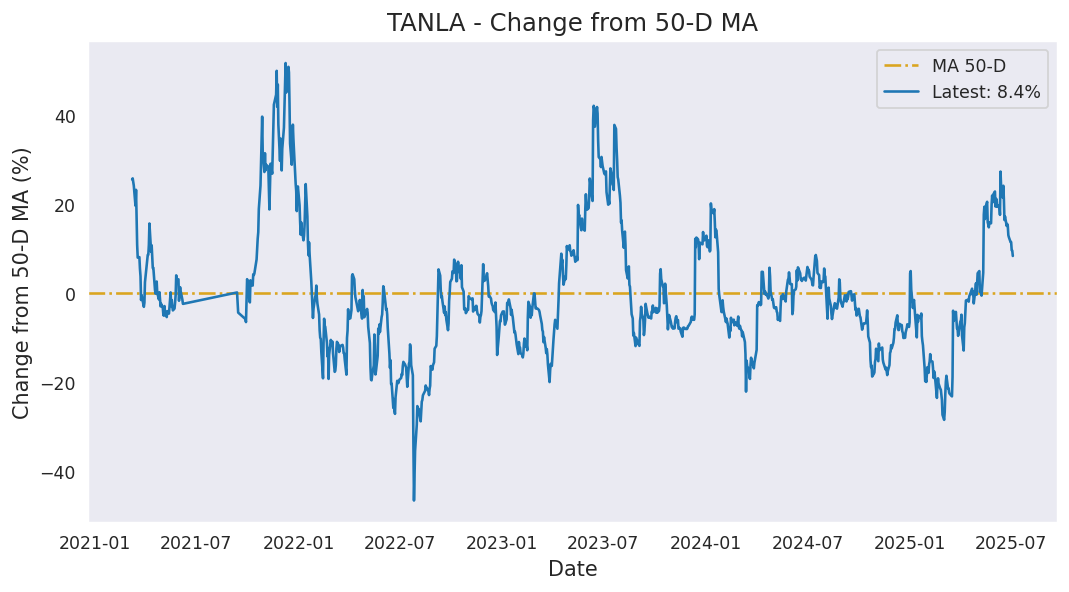 TANLA - Change from 50-D MA
MA 50-D
Latest: 8.4%
Change from 50-D MA (%)
40
20
0
−20
−40
2021-01 2021-07 2022-01 2022-07 2023-01 2023-07 2024-01 2024-07 2025-01 2025-07
Date